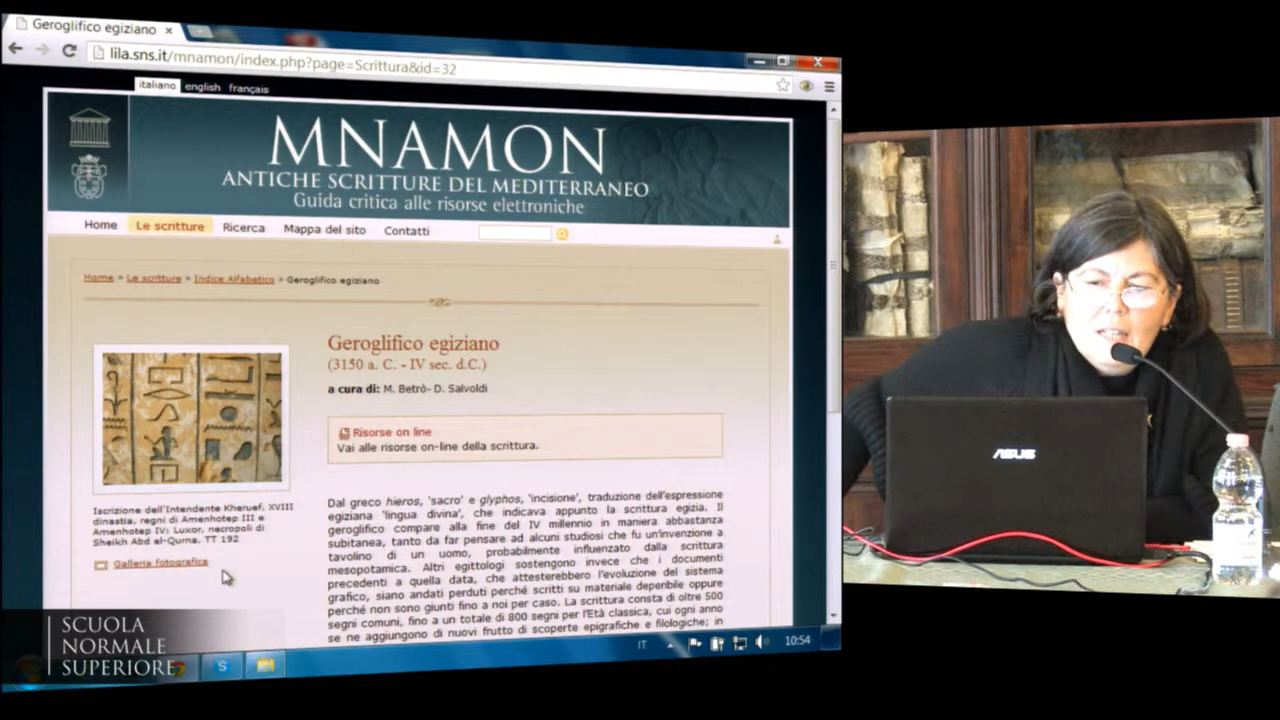 Geroglifico egiziano
lila.sns.it/mnamon/index.php?page=Scrittura&id=32
italiano english français
MNAMON
ANTICHE SCRITTURE DEL MEDITERRANEO
Guida critica alle risorse elettroniche
Home Le scritture Ricerca Mappa del sito Contatti
Home » Le scritture » Indice Alfabetico » Geroglifico egiziano
Geroglifico egiziano
(3150 a. C. - IV sec. d.C.)
a cura di: M. Betrò- D. Salvoldi
Risorse on line
Vai alle risorse on-line della scrittura.
Iscrizione dell'Intendente Kheruef, XVIII
dinastia, regni di Amenhotep III e
Amenhotep IV; Luxor, necropoli di
Sheikh Abd el-Qurna, TT 192
Galleria fotografica
Dal greco hieros, 'sacro' e glyphos, 'incisione', traduzione dell'espressione
egiziana 'lingua divina', che indicava appunto la scrittura egizia. Il
geroglifico compare alla fine del IV millennio in maniera abbastanza
subitanea, tanto da far pensare ad alcuni studiosi che fu un'invenzione a
tavolino di un uomo, probabilmente influenzato dalla scrittura
mesopotamica. Altri egittologi sostengono invece che i documenti
precedenti a quella data, che attesterebbero l'evoluzione del sistema
grafico, siano andati perduti perché scritti su materiale deperibile oppure
perché non sono giunti fino a noi per caso. La scrittura consta di oltre 500
segni comuni, fino a un totale di 800 segni per l'Età classica, cui ogni anno
se ne aggiungono di nuovi frutto di scoperte epigrafiche e filologiche; in
IT 10:54
SCUOLA
NORMALE
SUPERIORE
ASUS